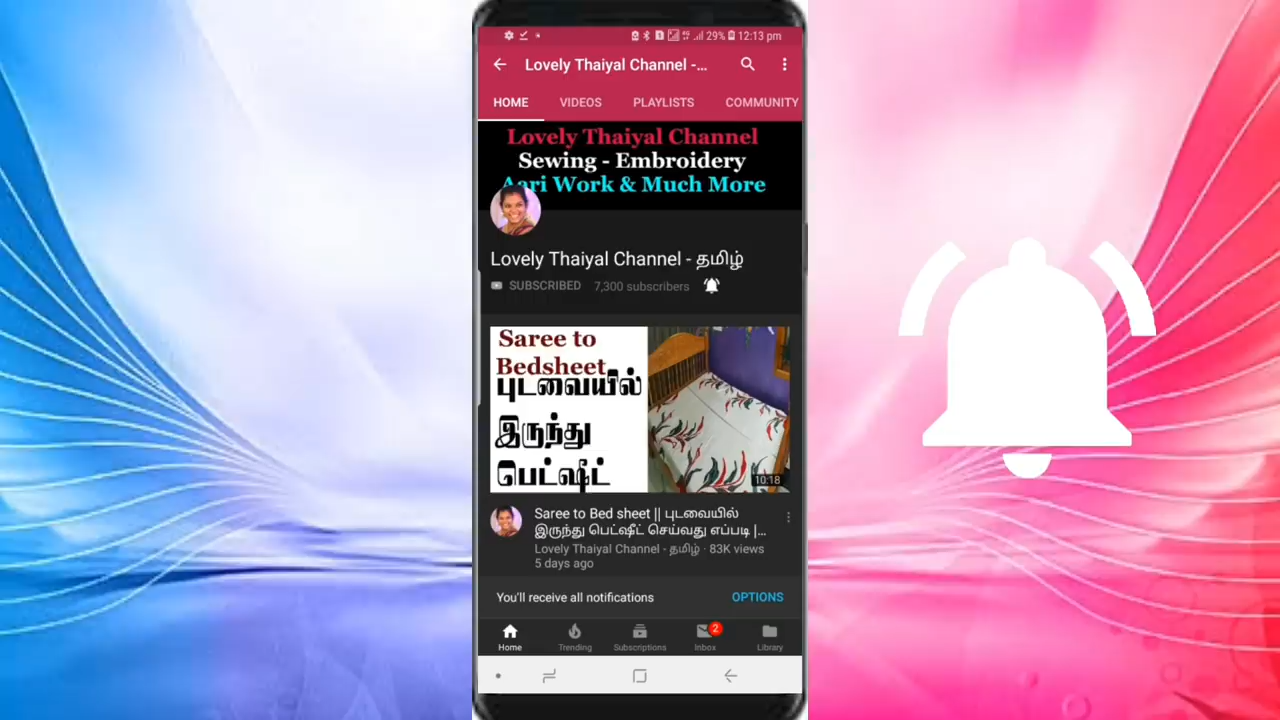 29% 12:13 pm
Lovely Thaiyal Channel -...
HOME VIDEOS PLAYLISTS COMMUNITY
Lovely Thaiyal Channel
Sewing - Embroidery
Aari Work & Much More
Lovely Thaiyal Channel - தமிழ்
SUBSCRIBED 7,300 subscribers
Saree to
Bedsheet
புடவையில்
இருந்து
பெட்ஷீட்
10:18
Saree to Bed sheet || புடவையில்
இருந்து பெட்ஷீட் செய்வது எப்படி |...
Lovely Thaiyal Channel - தமிழ் · 83K views
5 days ago
You'll receive all notifications OPTIONS
2
Home Trending Subscriptions Inbox Library